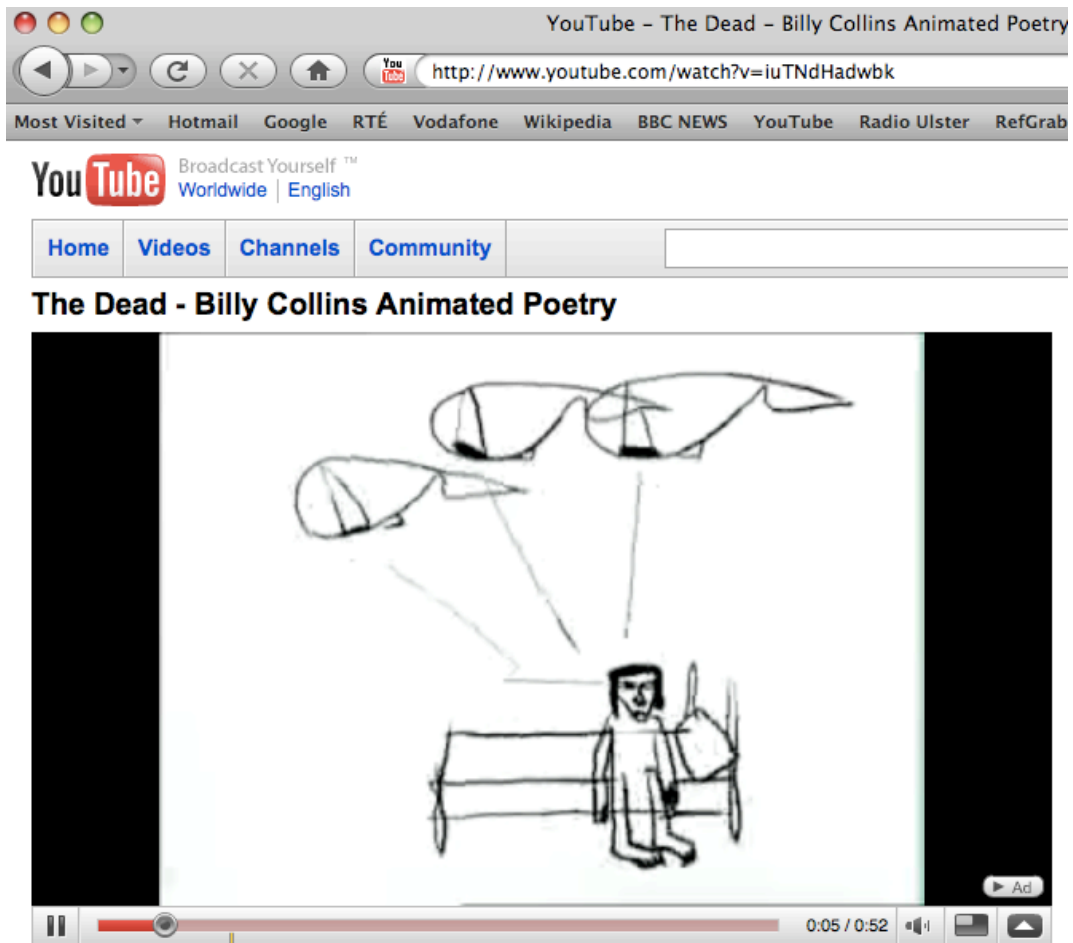 YouTube – The Dead – Billy Collins Animated Poetry
You Tube http://www.youtube.com/watch?v=iuTNdHadwbk
Most Visited Hotmail Google RTÉ Vodafone Wikipedia BBC NEWS YouTube Radio Ulster RefGrab
You Tube Broadcast Yourself ™
Worldwide | English
Home Videos Channels Community
The Dead - Billy Collins Animated Poetry
Ad
0:05 / 0:52